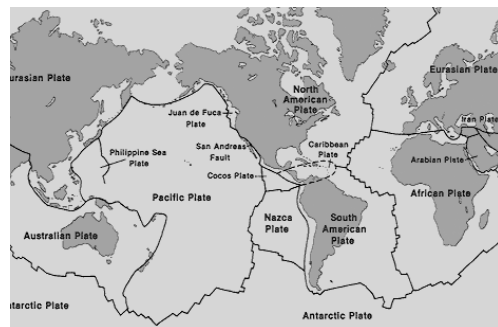 urasian Plate
Eurasian Plate
North
American
Plate
Juan de Fuca
Plate
Iran Plate
San Andreas
Fault
Caribbean
Plate
Philippine Sea
Plate
Arabian Plate
Cocos Plate
Pacific Plate
African Plate
Nazca
Plate
South
American
Plate
Australian Plate
ntarctic Plate
Antarctic Plate